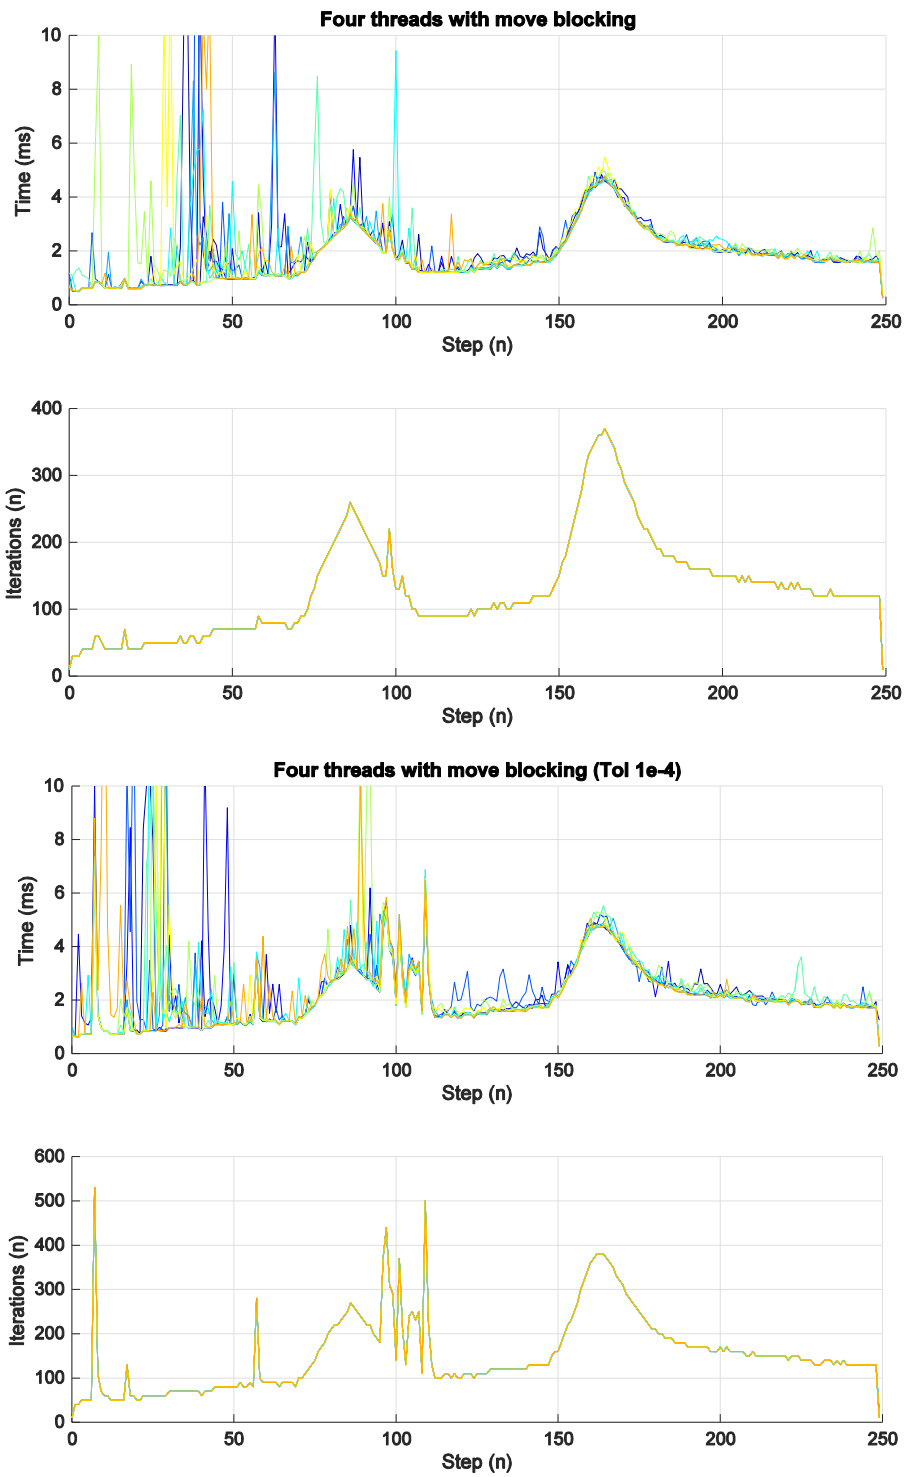 Four threads with move blocking
10
8
6
4
2
0
Time (ms)
0 50 100 150 200 250
Step (n)
400
300
200
100
0
Iterations (n)
0 50 100 150 200 250
Step (n)
Four threads with move blocking (Tol 1e-4)
10
8
6
4
2
0
Time (ms)
0 50 100 150 200 250
Step (n)
600
500
400
300
200
100
0
Iterations (n)
0 50 100 150 200 250
Step (n)